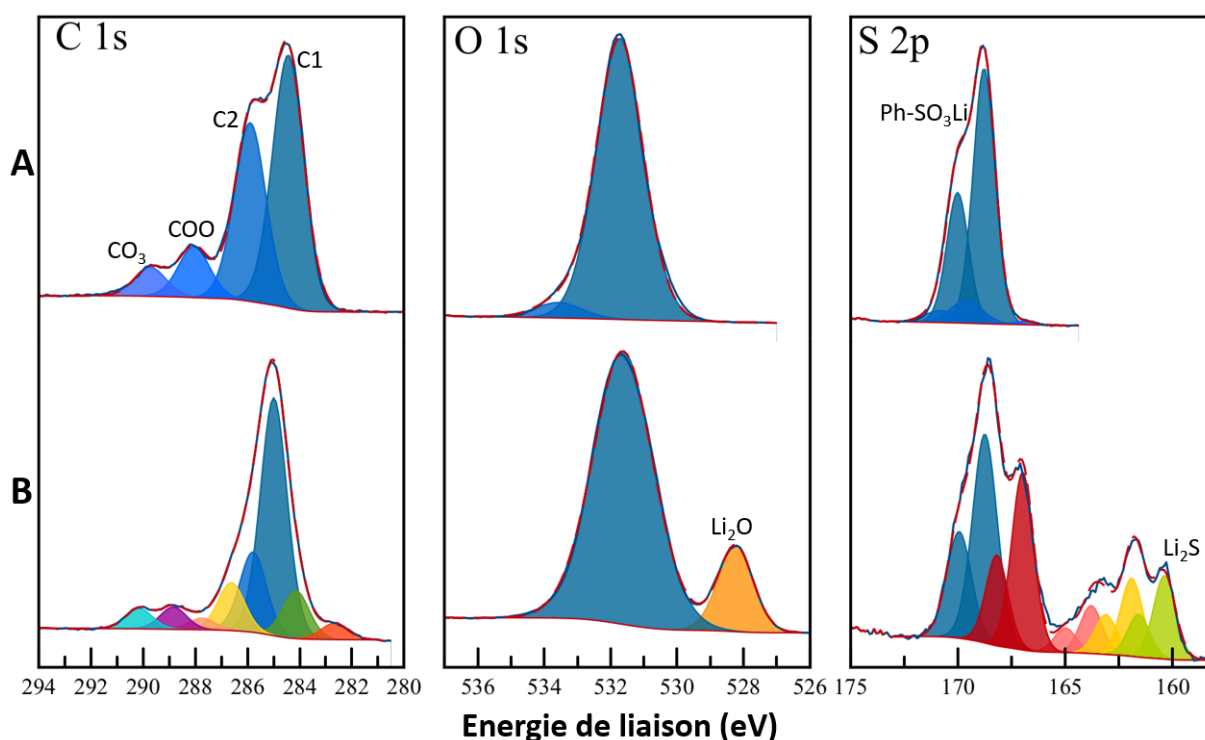 C 1s
O 1s
S 2p
A
C1
C2
COO
CO₃
Ph-SO₃Li
B
Li₂O
Li₂S
294 292 290 288 286 284 282 280
536 534 532 530 528 526
175 170 165 160
Energie de liaison (eV)